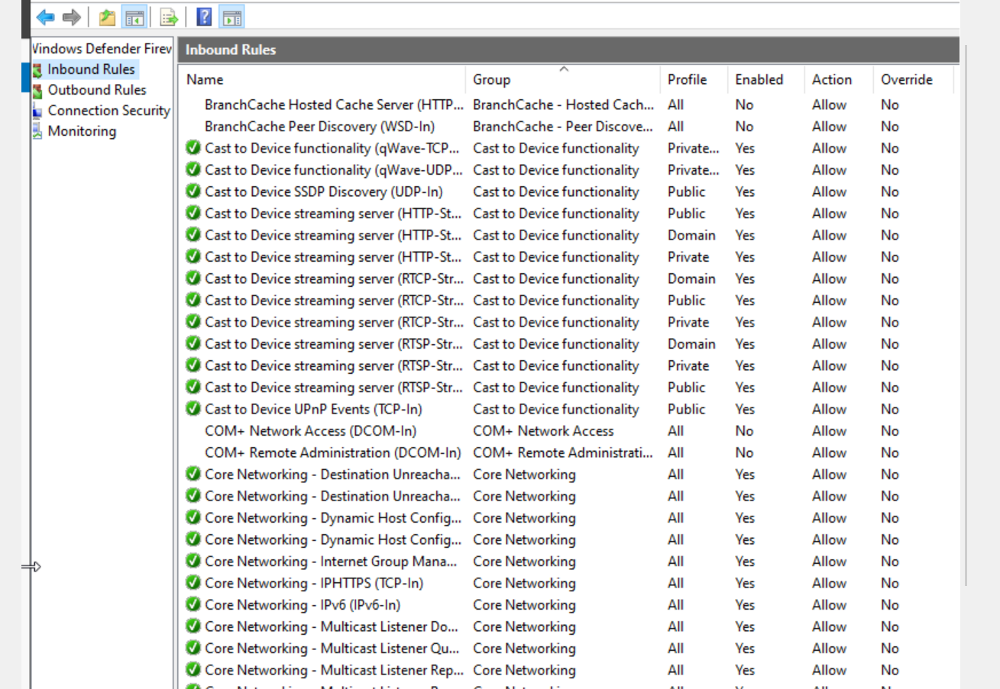 Windows Defender Firew
Inbound Rules
Outbound Rules
Connection Security
Monitoring
Inbound Rules
Name Group Profile Enabled Action Override
BranchCache Hosted Cache Server (HTTP... BranchCache - Hosted Cach... All No Allow No
BranchCache Peer Discovery (WSD-In) BranchCache - Peer Discove... All No Allow No
Cast to Device functionality (qWave-TCP... Cast to Device functionality Private... Yes Allow No
Cast to Device functionality (qWave-UDP... Cast to Device functionality Private... Yes Allow No
Cast to Device SSDP Discovery (UDP-In) Cast to Device functionality Public Yes Allow No
Cast to Device streaming server (HTTP-St... Cast to Device functionality Public Yes Allow No
Cast to Device streaming server (HTTP-St... Cast to Device functionality Domain Yes Allow No
Cast to Device streaming server (HTTP-St... Cast to Device functionality Private Yes Allow No
Cast to Device streaming server (RTCP-Str... Cast to Device functionality Domain Yes Allow No
Cast to Device streaming server (RTCP-Str... Cast to Device functionality Public Yes Allow No
Cast to Device streaming server (RTCP-Str... Cast to Device functionality Private Yes Allow No
Cast to Device streaming server (RTSP-Str... Cast to Device functionality Domain Yes Allow No
Cast to Device streaming server (RTSP-Str... Cast to Device functionality Private Yes Allow No
Cast to Device streaming server (RTSP-Str... Cast to Device functionality Public Yes Allow No
Cast to Device UPnP Events (TCP-In) Cast to Device functionality Public Yes Allow No
COM+ Network Access (DCOM-In) COM+ Network Access All No Allow No
COM+ Remote Administration (DCOM-In) COM+ Remote Administrati... All No Allow No
Core Networking - Destination Unreacha... Core Networking All Yes Allow No
Core Networking - Destination Unreacha... Core Networking All Yes Allow No
Core Networking - Dynamic Host Config... Core Networking All Yes Allow No
Core Networking - Dynamic Host Config... Core Networking All Yes Allow No
Core Networking - Internet Group Mana... Core Networking All Yes Allow No
Core Networking - IPHTTPS (TCP-In) Core Networking All Yes Allow No
Core Networking - IPv6 (IPv6-In) Core Networking All Yes Allow No
Core Networking - Multicast Listener Do... Core Networking All Yes Allow No
Core Networking - Multicast Listener Qu... Core Networking All Yes Allow No
Core Networking - Multicast Listener Rep... Core Networking All Yes Allow No